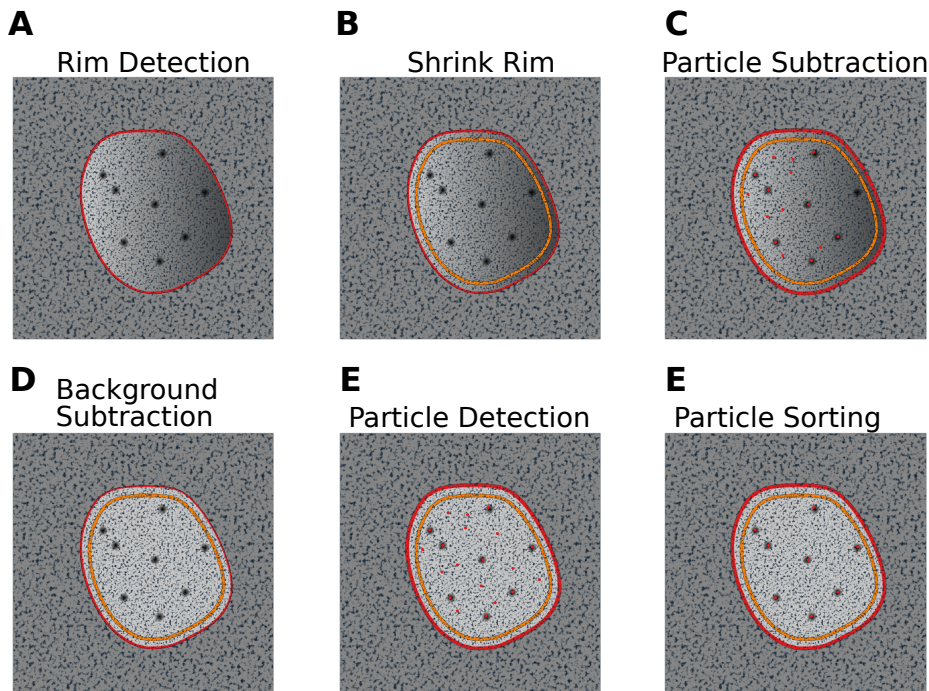 A
B
C
Rim Detection
Shrink Rim
Particle Subtraction
D
E
E
Background
Subtraction
Particle Detection
Particle Sorting